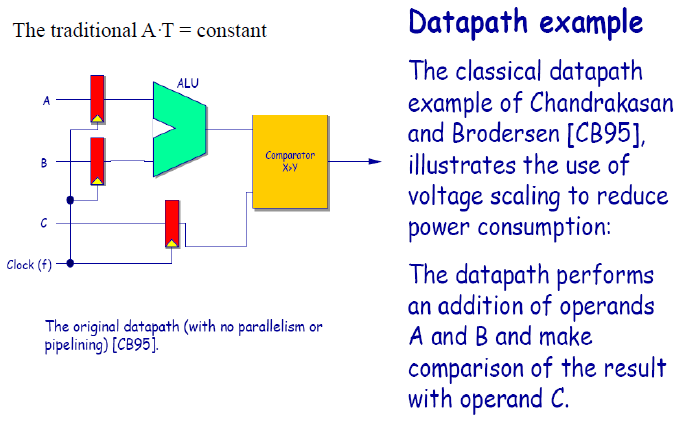 The traditional A·T = constant
A
B
C
Clock (f)
ALU
Comparator
X>Y
The original datapath (with no parallelism or
pipelining) [CB95].
Datapath example
The classical datapath
example of Chandrakasan
and Brodersen [CB95],
illustrates the use of
voltage scaling to reduce
power consumption:
The datapath performs
an addition of operands
A and B and make
comparison of the result
with operand C.